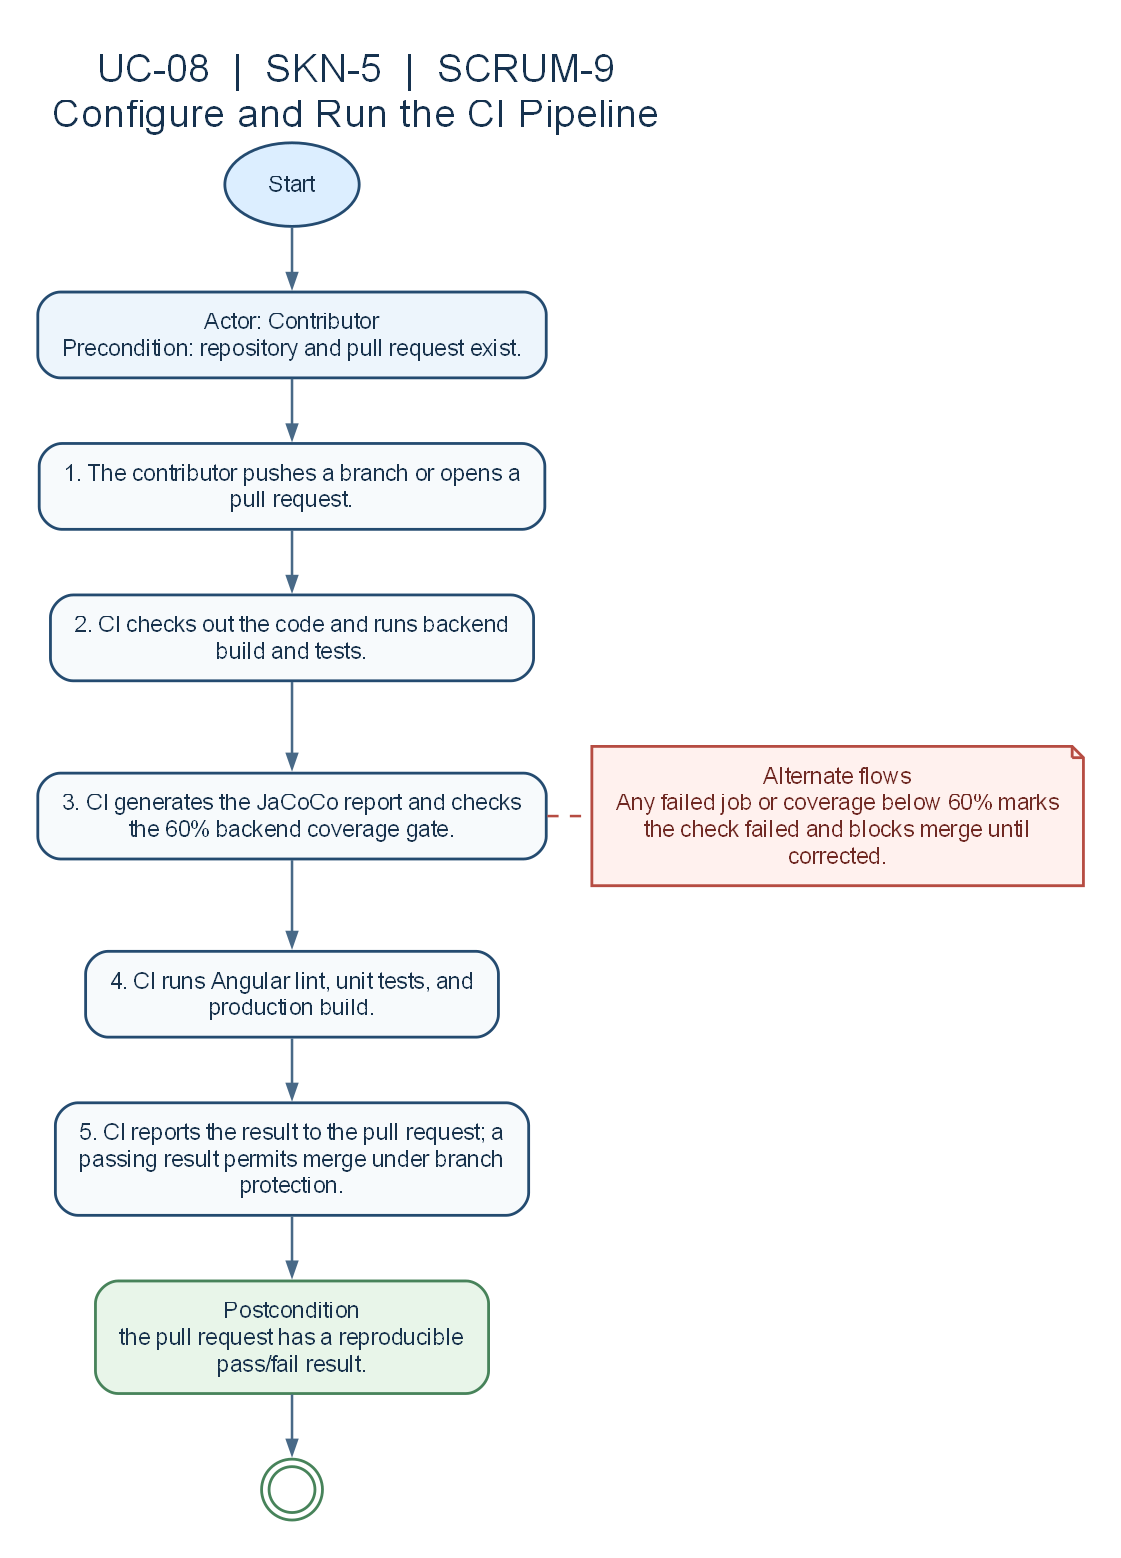 UC-08 | SKN-5 | SCRUM-9
Configure and Run the CI Pipeline
Start
Actor: Contributor
Precondition: repository and pull request exist.
1. The contributor pushes a branch or opens a
pull request.
2. CI checks out the code and runs backend
build and tests.
3. CI generates the JaCoCo report and checks
the 60% backend coverage gate.
Alternate flows
Any failed job or coverage below 60% marks
the check failed and blocks merge until
corrected.
4. CI runs Angular lint, unit tests, and
production build.
5. CI reports the result to the pull request; a
passing result permits merge under branch
protection.
Postcondition
the pull request has a reproducible
pass/fail result.